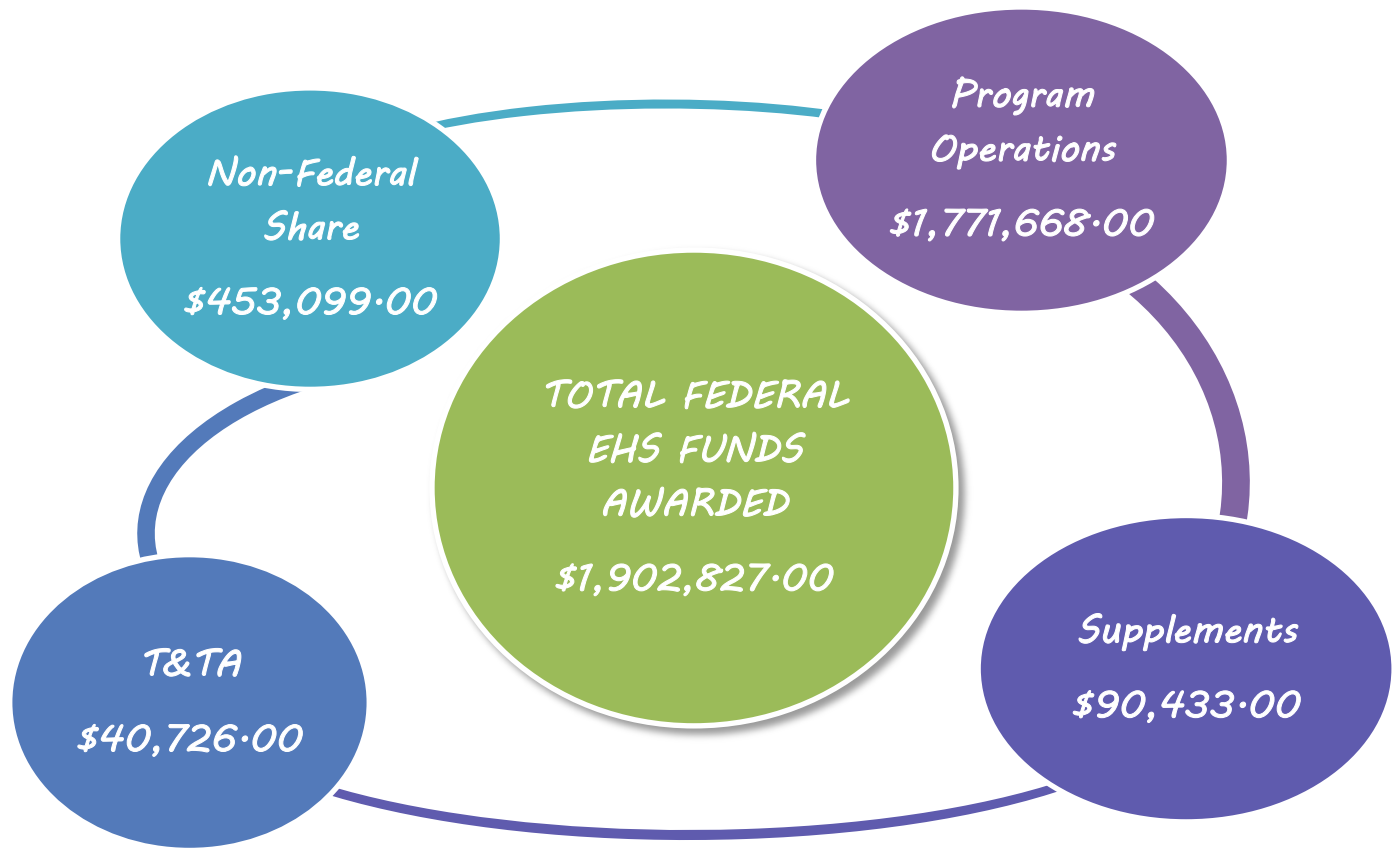 Program
Operations
$1,771,668.00
Non-Federal
Share
$453,099.00
TOTAL FEDERAL
EHS FUNDS
AWARDED
$1,902,827.00
Supplements
$90,433.00
T&TA
$40,726.00